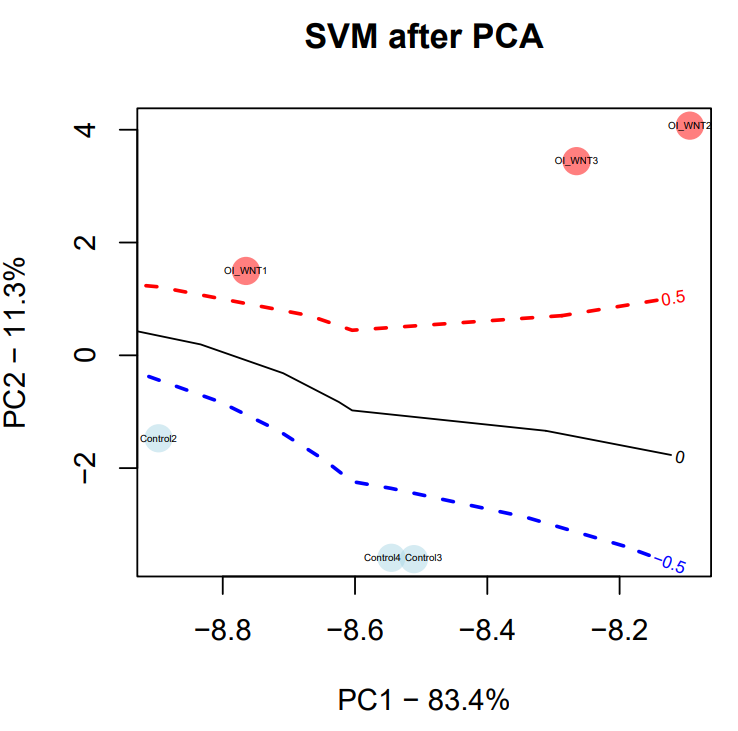 SVM after PCA
4
2
0
−2
PC2 − 11.3%
OI_WNT2
OI_WNT3
OI_WNT1
0.5
0
−0.5
Control2
Control4 Control3
−8.8 −8.6 −8.4 −8.2
PC1 − 83.4%